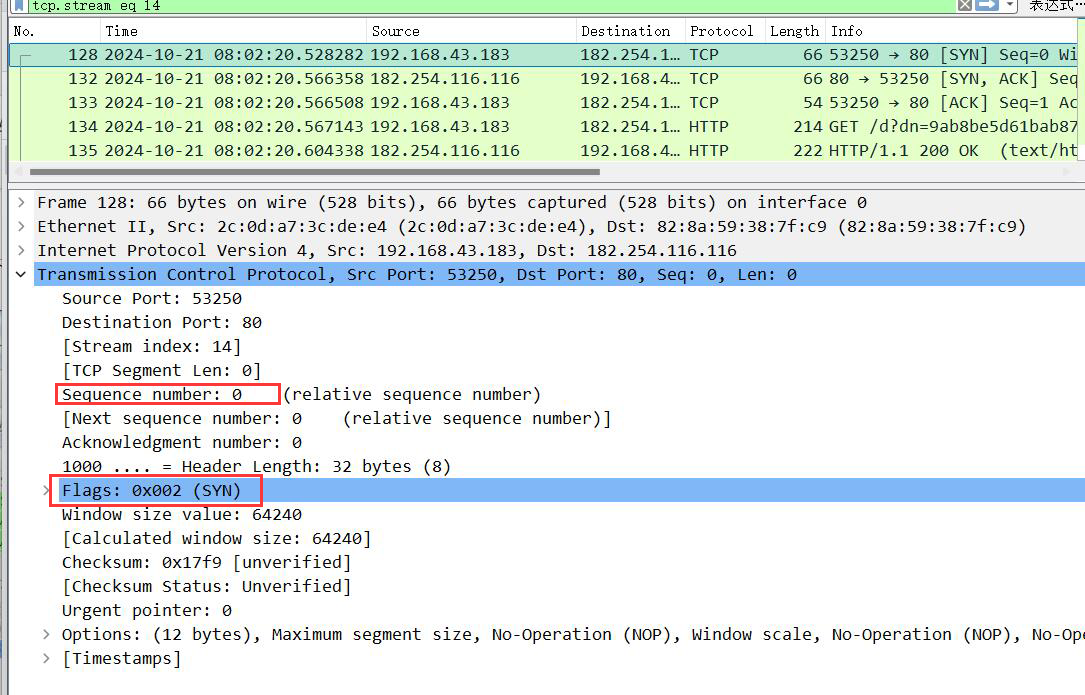 tcp.stream eq 14 表达式…
No. Time Source Destination Protocol Length Info
128 2024-10-21 08:02:20.528282 192.168.43.183 182.254.1… TCP 66 53250 → 80 [SYN] Seq=0 Wi
132 2024-10-21 08:02:20.566358 182.254.116.116 192.168.4… TCP 66 80 → 53250 [SYN, ACK] Seq
133 2024-10-21 08:02:20.566508 192.168.43.183 182.254.1… TCP 54 53250 → 80 [ACK] Seq=1 Ac
134 2024-10-21 08:02:20.567143 192.168.43.183 182.254.1… HTTP 214 GET /d?dn=9ab8be5d61bab87
135 2024-10-21 08:02:20.604338 182.254.116.116 192.168.4… HTTP 222 HTTP/1.1 200 OK (text/ht
Frame 128: 66 bytes on wire (528 bits), 66 bytes captured (528 bits) on interface 0
Ethernet II, Src: 2c:0d:a7:3c:de:e4 (2c:0d:a7:3c:de:e4), Dst: 82:8a:59:38:7f:c9 (82:8a:59:38:7f:c9)
Internet Protocol Version 4, Src: 192.168.43.183, Dst: 182.254.116.116
Transmission Control Protocol, Src Port: 53250, Dst Port: 80, Seq: 0, Len: 0
Source Port: 53250
Destination Port: 80
[Stream index: 14]
[TCP Segment Len: 0]
Sequence number: 0 (relative sequence number)
[Next sequence number: 0 (relative sequence number)]
Acknowledgment number: 0
1000 .... = Header Length: 32 bytes (8)
Flags: 0x002 (SYN)
Window size value: 64240
[Calculated window size: 64240]
Checksum: 0x17f9 [unverified]
[Checksum Status: Unverified]
Urgent pointer: 0
Options: (12 bytes), Maximum segment size, No-Operation (NOP), Window scale, No-Operation (NOP), No-Ope
[Timestamps]